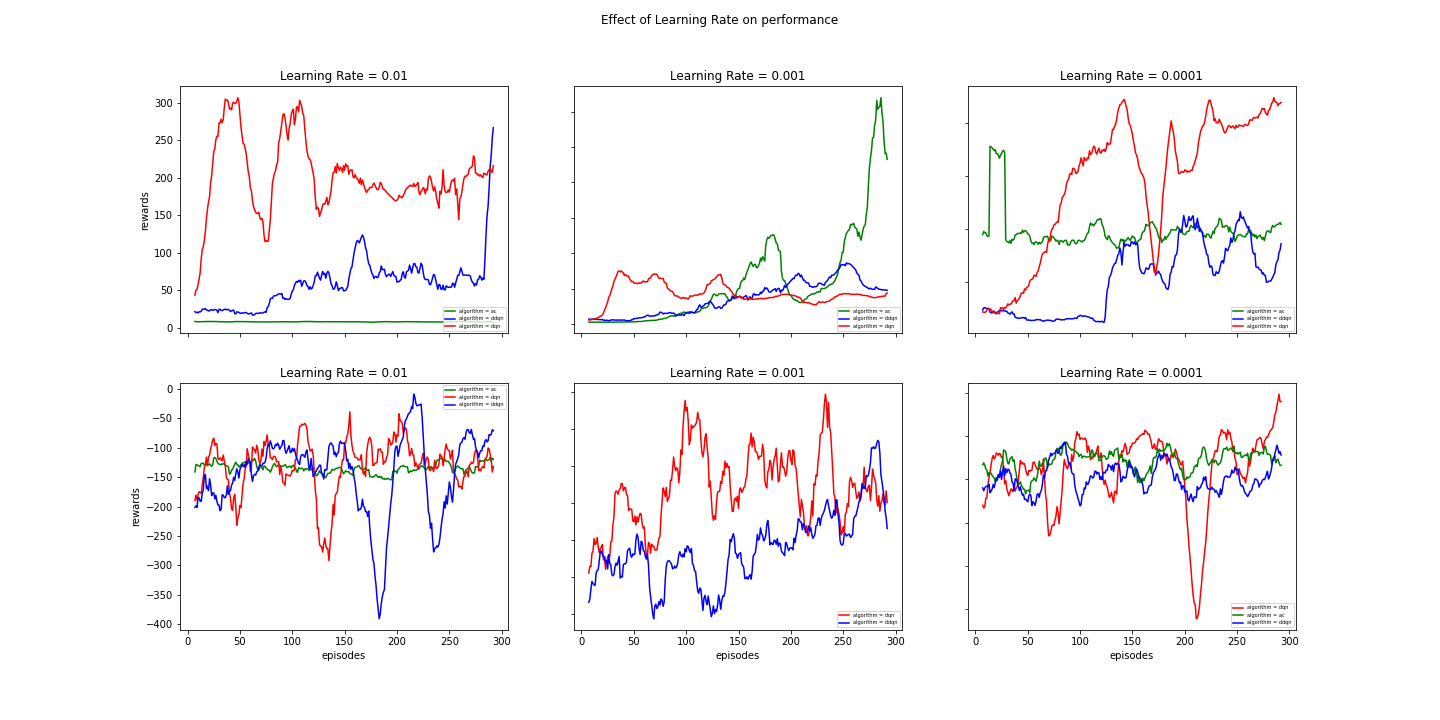 Effect of Learning Rate on performance
Learning Rate = 0.01
Learning Rate = 0.001
Learning Rate = 0.0001
rewards
300
250
200
150
100
50
0
algorithm = ac
algorithm = ddqn
algorithm = dqn
algorithm = ac
algorithm = ddqn
algorithm = dqn
algorithm = ac
algorithm = ddqn
algorithm = dqn
Learning Rate = 0.01
Learning Rate = 0.001
Learning Rate = 0.0001
rewards
0
−50
−100
−150
−200
−250
−300
−350
−400
algorithm = ac
algorithm = dqn
algorithm = ddqn
algorithm = dqn
algorithm = ddqn
algorithm = dqn
algorithm = ac
algorithm = ddqn
0 50 100 150 200 250 300
0 50 100 150 200 250 300
0 50 100 150 200 250 300
episodes
episodes
episodes